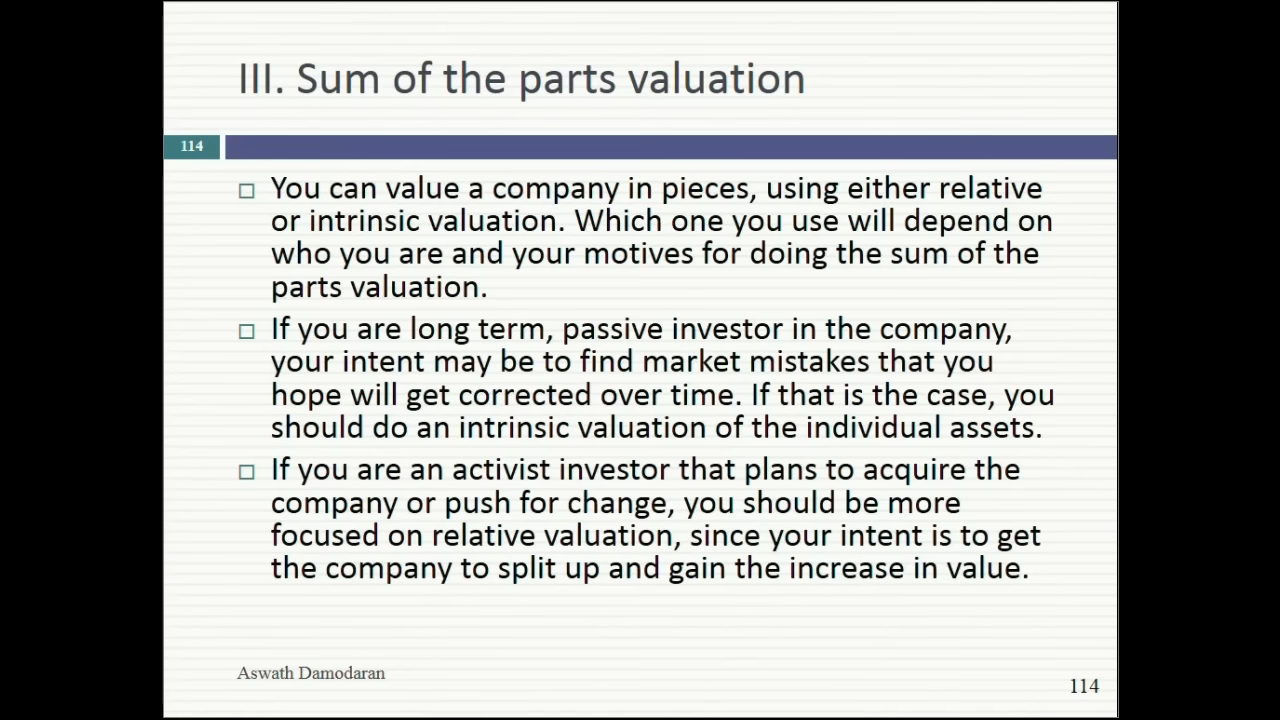 III. Sum of the parts valuation
114
You can value a company in pieces, using either relative
or intrinsic valuation. Which one you use will depend on
who you are and your motives for doing the sum of the
parts valuation.
If you are long term, passive investor in the company,
your intent may be to find market mistakes that you
hope will get corrected over time. If that is the case, you
should do an intrinsic valuation of the individual assets.
If you are an activist investor that plans to acquire the
company or push for change, you should be more
focused on relative valuation, since your intent is to get
the company to split up and gain the increase in value.
Aswath Damodaran
114